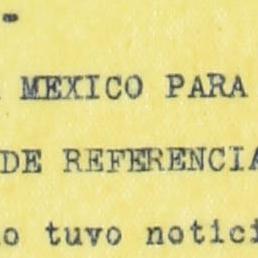 MEXICO PARA
DE REFERENCIA
o tuvo notici